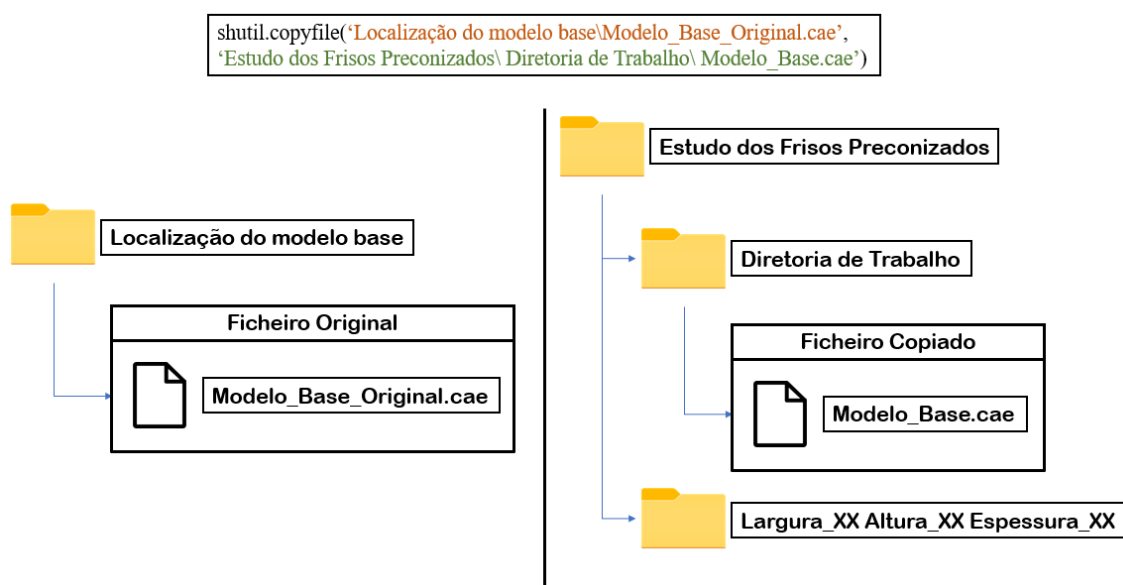 shutil.copyfile(‘Localização do modelo base\Modelo_Base_Original.cae’,
‘Estudo dos Frisos Preconizados\ Diretoria de Trabalho\ Modelo_Base.cae’)
Localização do modelo base
Ficheiro Original
Modelo_Base_Original.cae
Estudo dos Frisos Preconizados
Diretoria de Trabalho
Ficheiro Copiado
Modelo_Base.cae
Largura_XX Altura_XX Espessura_XX